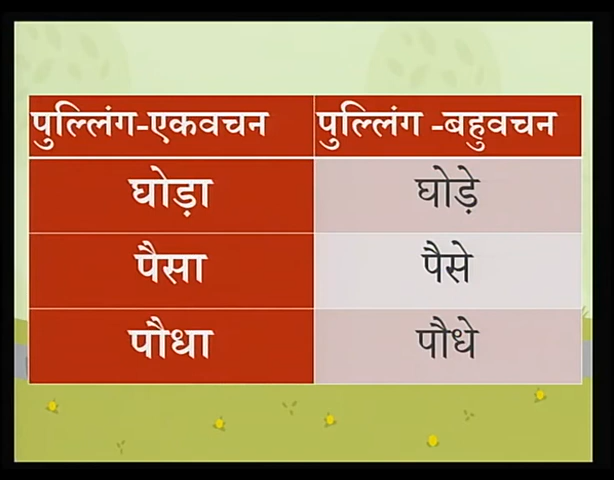 पुल्लिंग-एकवचन पुल्लिंग -बहुवचन
घोड़ा घोड़े
पैसा पैसे
पौधा पौधे